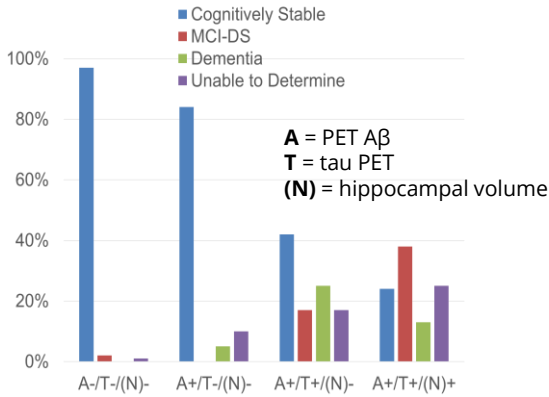 Cognitively Stable
MCI-DS
Dementia
Unable to Determine
100%
80%
60%
40%
20%
0%
A = PET Aβ
T = tau PET
(N) = hippocampal volume
A-/T-/(N)-
A+/T-/(N)-
A+/T+/(N)-
A+/T+/(N)+